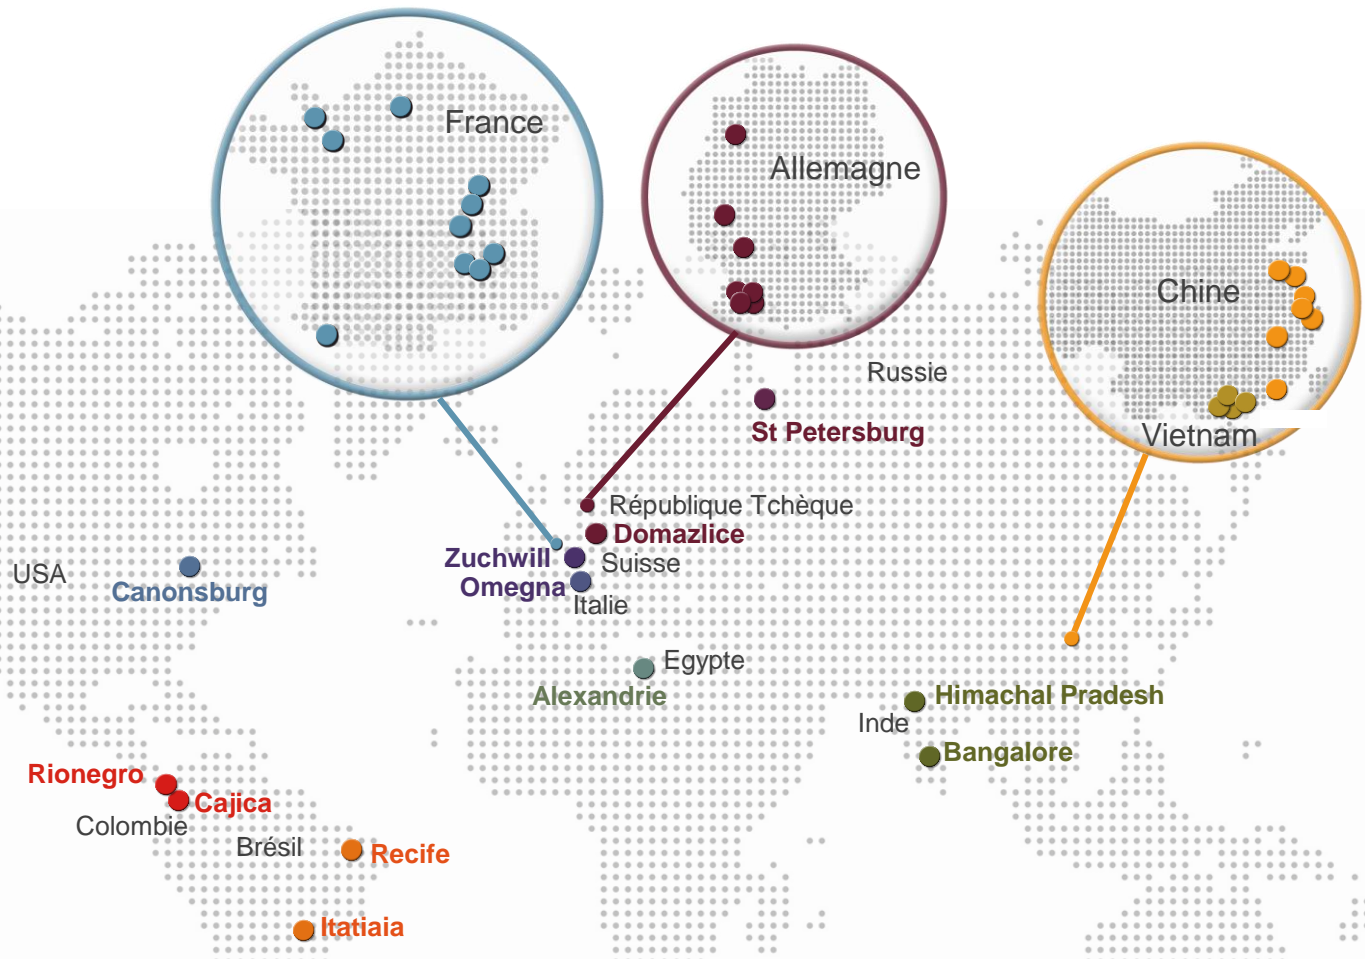 France
Allemagne
Chine
Vietnam
Russie
St Petersburg
République Tchèque
Domazlice
Zuchwill
Suisse
Omegna
Italie
USA
Canonsburg
Egypte
Alexandrie
Himachal Pradesh
Inde
Bangalore
Rionegro
Cajica
Colombie
Brésil
Recife
Itatiaia